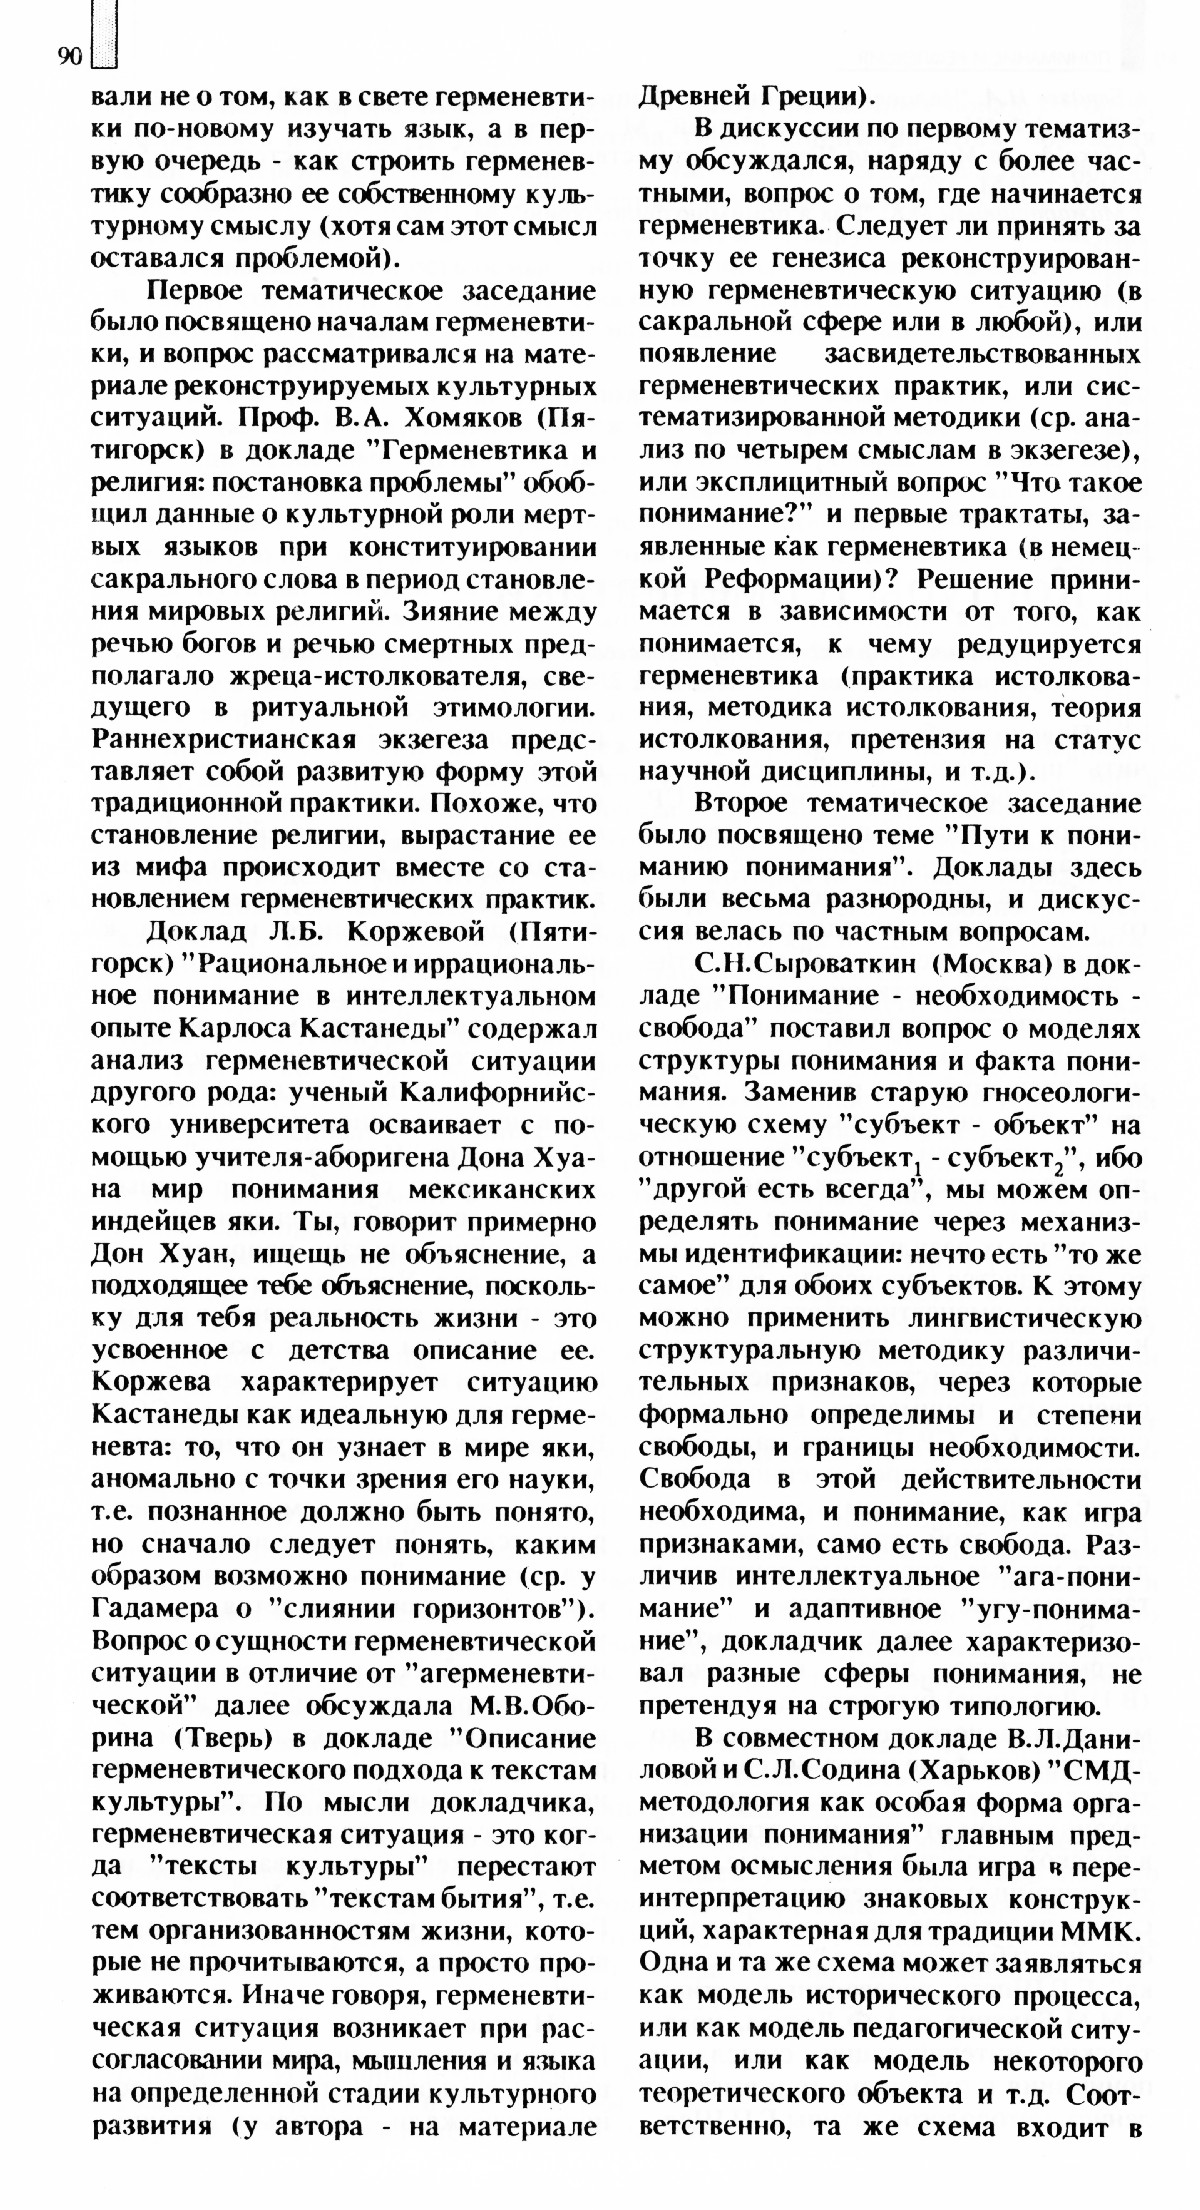 90
вали не о том, как в свете герменевти-
ки по-новому изучать язык, а в пер-
вую очередь - как строить герменев-
тику сообразно ее собственному куль-
турному смыслу (хотя сам этот смысл
оставался проблемой).
Первое тематическое заседание
было посвящено началам герменевти-
ки, и вопрос рассматривался на мате-
риале реконструируемых культурных
ситуаций. Проф. В.А. Хомяков (Пя-
тигорск) в докладе "Герменевтика и
религия: постановка проблемы" обоб-
щил данные о культурной роли мерт-
вых языков при конституировании
сакрального слова в период становле-
ния мировых религий. Зияние между
речью богов и речью смертных пред-
полагало жреца-истолкователя, све-
дущего в ритуальной этимологии.
Раннехристианская экзегеза предс-
тавляет собой развитую форму этой
традиционной практики. Похоже, что
становление религии, вырастание ее
из мифа происходит вместе со ста-
новлением герменевтических практик.
Доклад Л.Б. Коржевой (Пяти-
горск) "Рациональное и иррациональ-
ное понимание в интеллектуальном
опыте Карлоса Кастанеды" содержал
анализ герменевтической ситуации
другого рода: ученый Калифорнийс-
кого университета осваивает с по-
мощью учителя-аборигена Дона Хуа-
на мир понимания мексиканских
индейцев яки. Ты, говорит примерно
Дон Хуан, ищещь не объяснение, а
подходящее тебе объяснение, посколь-
ку для тебя реальность жизни - это
усвоенное с детства описание ее.
Коржева характерирует ситуацию
Кастанеды как идеальную для герме-
невта: то, что он узнает в мире яки,
аномально с точки зрения его науки,
т.е. познанное должно быть понято,
но сначало следует понять, каким
образом возможно понимание (ср. у
Гадамера о "слиянии горизонтов").
Вопрос о сущности герменевтической
ситуации в отличие от "агерменевти-
ческой" далее обсуждала М.В.Обо-
рина (Тверь) в докладе "Описание
герменевтического подхода к текстам
культуры". По мысли докладчика,
герменевтическая ситуация - это ког-
да "тексты культуры" перестают
соответствовать "текстам бытия", т.е.
тем организованностям жизни, кото-
рые не прочитываются, а просто про-
живаются. Иначе говоря, герменевти-
ческая ситуация возникает при рас-
согласовании мира, мышления и языка
на определенной стадии культурного
развития (у автора - на материале
Древней Греции).
В дискуссии по первому тематиз-
му обсуждался, наряду с более час-
тными, вопрос о том, где начинается
герменевтика. Следует ли принять за
точку ее генезиса реконструирован-
ную герменевтическую ситуацию (в
сакральной сфере или в любой), или
появление засвидетельствованных
герменевтических практик, или сис-
тематизированной методики (ср. ана-
лиз по четырем смыслам в экзегезе),
или эксплицитный вопрос "Что такое
понимание?" и первые трактаты, за-
явленные как герменевтика (в немец-
кой Реформации)? Решение прини-
мается в зависимости от того, как
понимается, к чему редуцируется
герменевтика (практика истолкова-
ния, методика истолкования, теория
истолкования, претензия на статус
научной дисциплины, и т.д.).
Второе тематическое заседание
было посвящено теме "Пути к пони-
манию понимания". Доклады здесь
были весьма разнородны, и дискус-
сия велась по частным вопросам.
С.Н.Сыроваткин (Москва) в док-
ладе "Понимание - необходимость -
свобода" поставил вопрос о моделях
структуры понимания и факта пони-
мания. Заменив старую гносеологи-
ческую схему "субъект - объект" на
отношение "субъект₁ - субъект₂", ибо
"другой есть всегда", мы можем оп-
ределять понимание через механиз-
мы идентификации: нечто есть "то же
самое" для обоих субъектов. К этому
можно применить лингвистическую
структуральную методику различи-
тельных признаков, через которые
формально определимы и степени
свободы, и границы необходимости.
Свобода в этой действительности
необходима, и понимание, как игра
признаками, само есть свобода. Раз-
личив интеллектуальное "ага-пони-
мание" и адаптивное "угу-понима-
ние", докладчик далее характеризо-
вал разные сферы понимания, не
претендуя на строгую типологию.
В совместном докладе В.Л.Дани-
ловой и С.Л.Содина (Харьков) "СМД-
методология как особая форма орга-
низации понимания" главным пред-
метом осмысления была игра в пере-
интерпретацию знаковых конструк-
ций, характерная для традиции ММК.
Одна и та же схема может заявляться
как модель исторического процесса,
или как модель педагогической ситу-
ации, или как модель некоторого
теоретического объекта и т.д. Соот-
ветственно, та же схема входит в